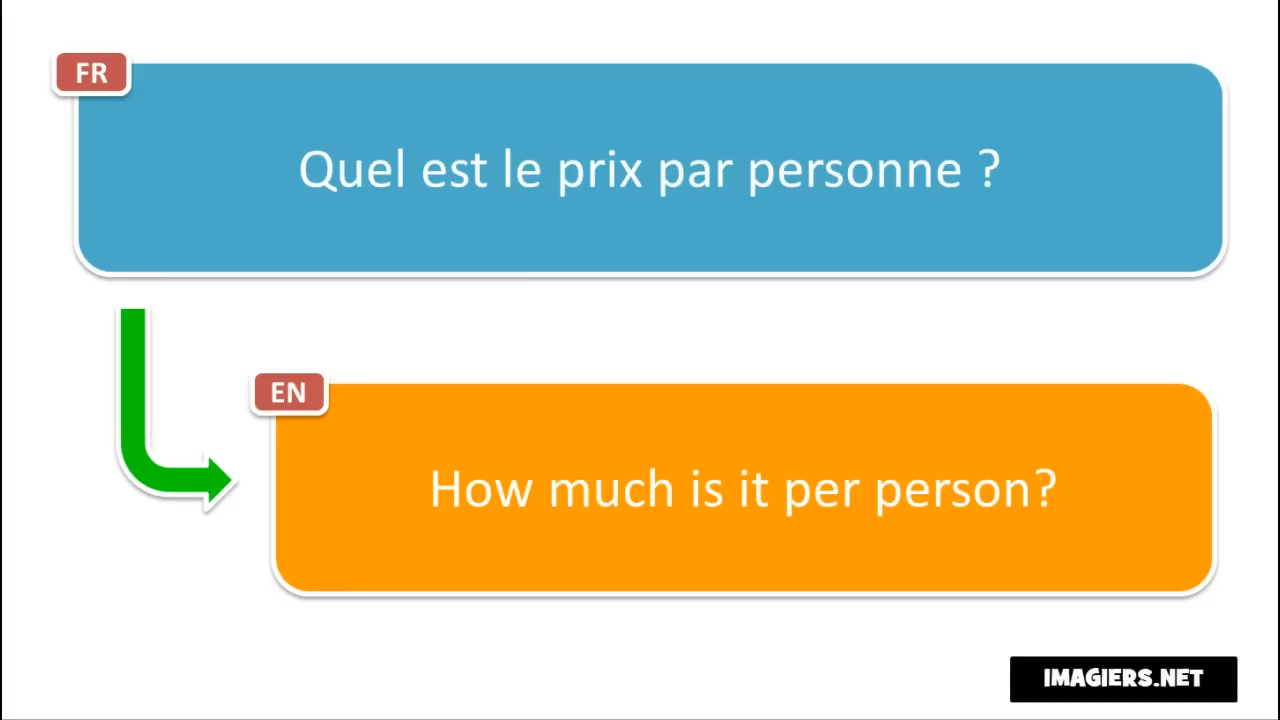 FR
Quel est le prix par personne ?
EN
How much is it per person?
IMAGIERS.NET